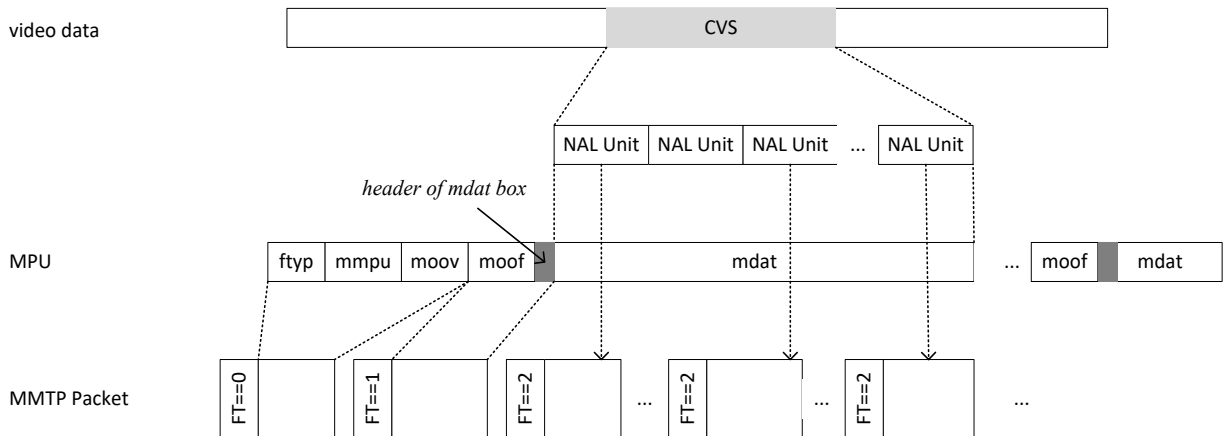 video data
CVS
NAL Unit NAL Unit NAL Unit ... NAL Unit
header of mdat box
MPU
ftyp mmpu moov moof mdat ... moof mdat
MMTP Packet
FT==0 FT==1 FT==2 ... FT==2 ... FT==2 ...